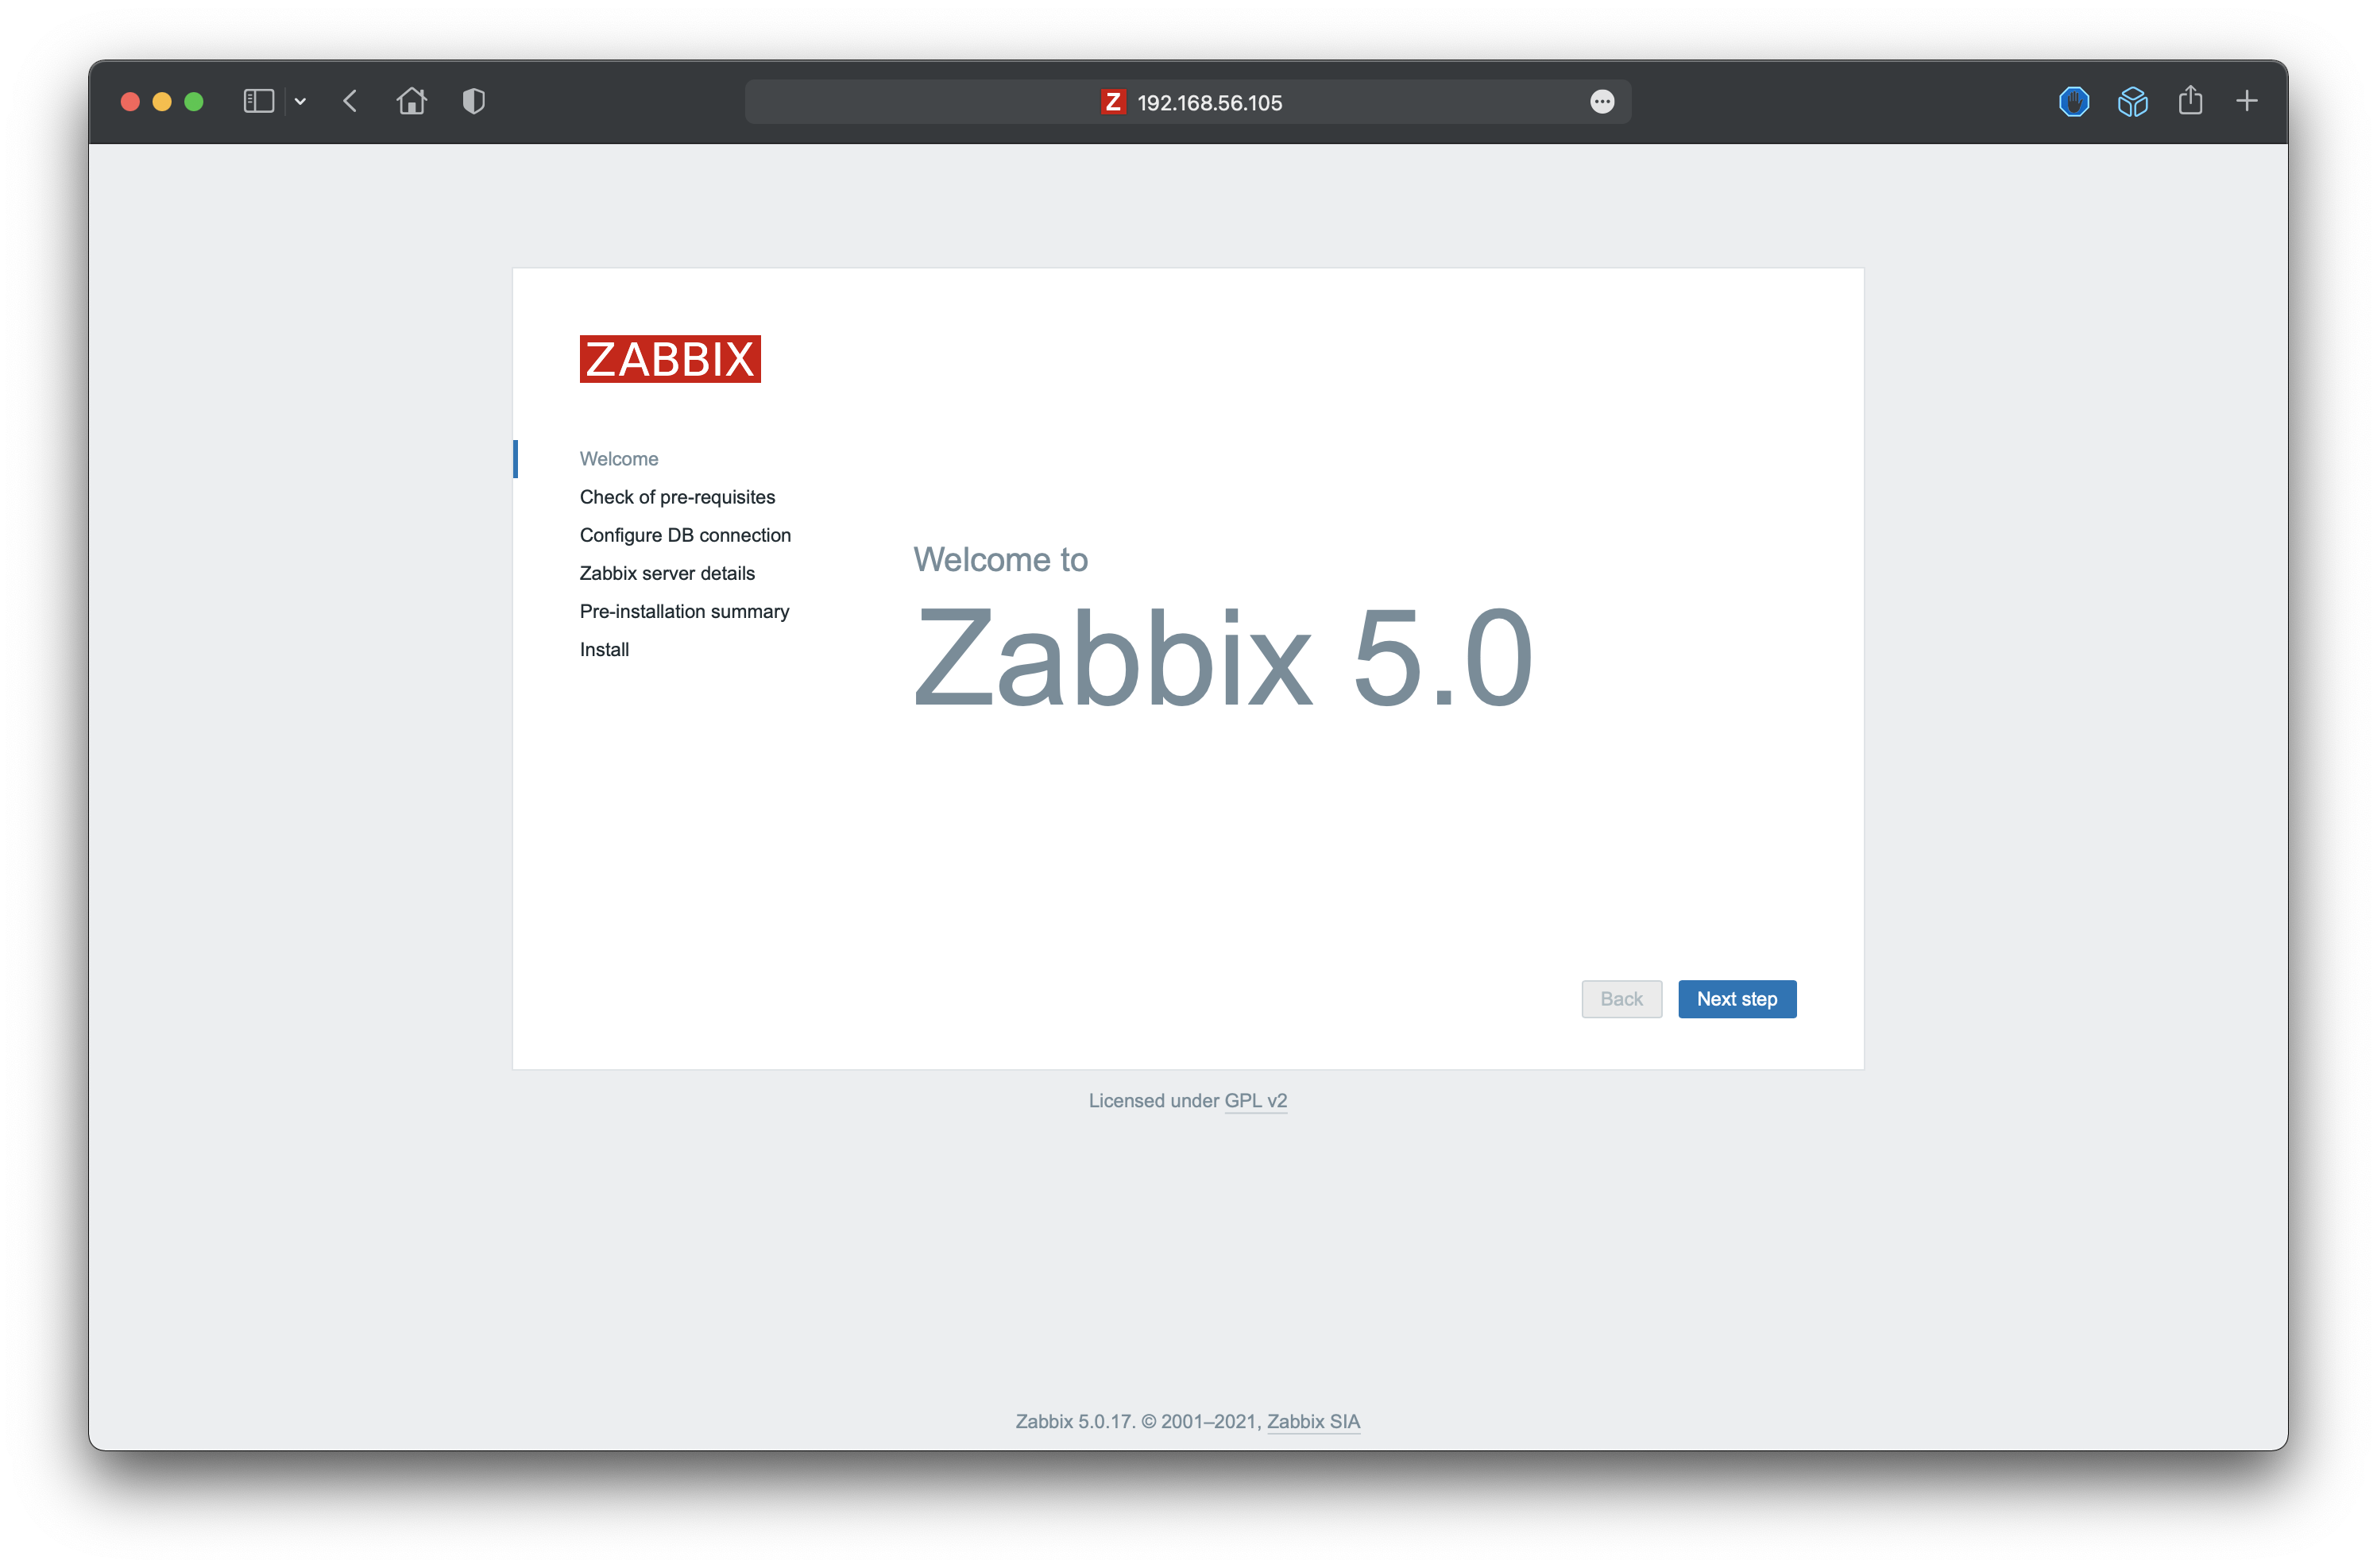 Z 192.168.56.105
ZABBIX
Welcome
Check of pre-requisites
Configure DB connection
Zabbix server details
Pre-installation summary
Install
Welcome to
Zabbix 5.0
Back
Next step
Licensed under GPL v2
Zabbix 5.0.17. © 2001–2021, Zabbix SIA